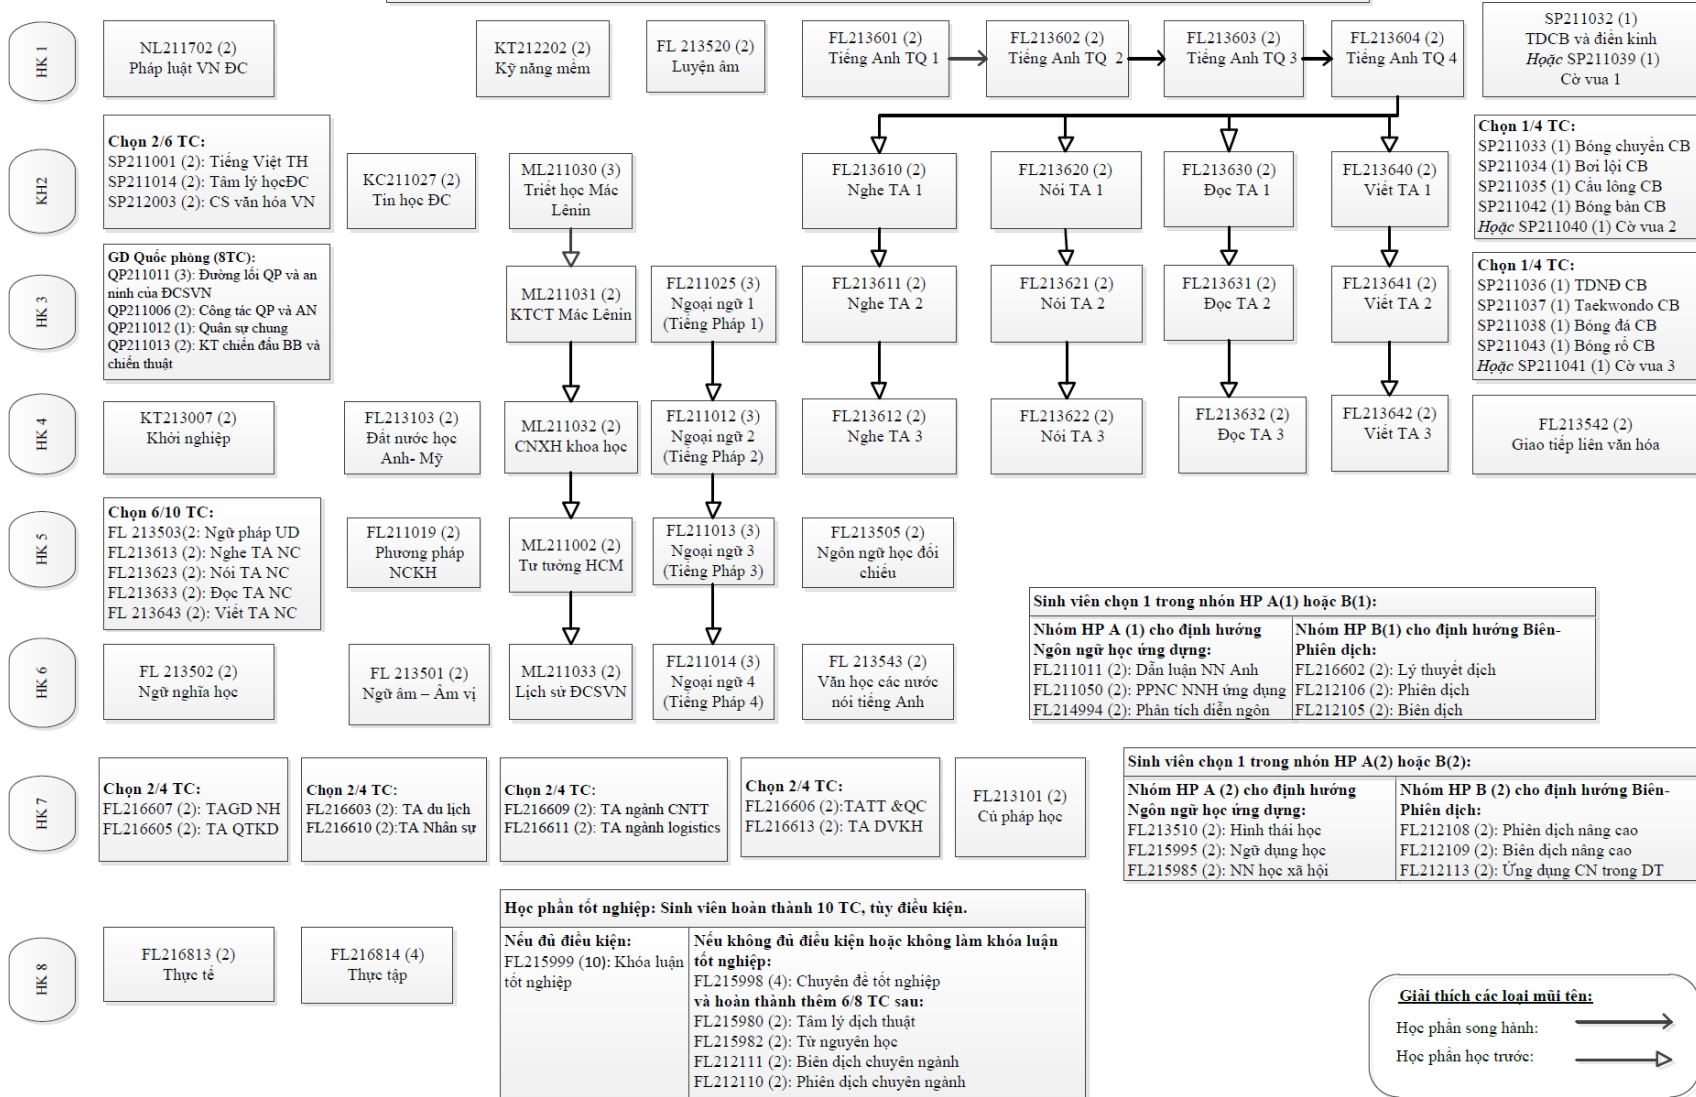 HK 1
NL211702 (2)
Pháp luật VN ĐC
KT212202 (2)
Kỹ năng mềm
FL 213520 (2)
Luyện âm
FL213601 (2)
Tiếng Anh TQ 1
FL213602 (2)
Tiếng Anh TQ 2
FL213603 (2)
Tiếng Anh TQ 3
FL213604 (2)
Tiếng Anh TQ 4
SP211032 (1)
TDCB và điền kinh
Hoặc SP211039 (1)
Cờ vua 1
KH2
Chọn 2/6 TC:
SP211001 (2): Tiếng Việt TH
SP211014 (2): Tâm lý họcĐC
SP212003 (2): CS văn hóa VN
KC211027 (2)
Tin học ĐC
ML211030 (3)
Triết học Mác
Lênin
FL213610 (2)
Nghe TA 1
FL213620 (2)
Nói TA 1
FL213630 (2)
Đọc TA 1
FL213640 (2)
Viết TA 1
Chọn 1/4 TC:
SP211033 (1) Bóng chuyền CB
SP211034 (1) Bơi lội CB
SP211035 (1) Cầu lông CB
SP211042 (1) Bóng bàn CB
Hoặc SP211040 (1) Cờ vua 2
HK 3
GD Quốc phòng (8TC):
QP211011 (3): Đường lối QP và an
ninh của ĐCSVN
QP211006 (2): Công tác QP và AN
QP211012 (1): Quân sự chung
QP211013 (2): KT chiến đấu BB và
chiến thuật
ML211031 (2)
KTCT Mác Lênin
FL211025 (3)
Ngoại ngữ 1
(Tiếng Pháp 1)
FL213611 (2)
Nghe TA 2
FL213621 (2)
Nói TA 2
FL213631 (2)
Đọc TA 2
FL213641 (2)
Viết TA 2
Chọn 1/4 TC:
SP211036 (1) TDNĐ CB
SP211037 (1) Taekwondo CB
SP211038 (1) Bóng đá CB
SP211043 (1) Bóng rổ CB
Hoặc SP211041 (1) Cờ vua 3
HK 4
KT213007 (2)
Khởi nghiệp
FL213103 (2)
Đất nước học
Anh- Mỹ
ML211032 (2)
CNXH khoa học
FL211012 (3)
Ngoại ngữ 2
(Tiếng Pháp 2)
FL213612 (2)
Nghe TA 3
FL213622 (2)
Nói TA 3
FL213632 (2)
Đọc TA 3
FL213642 (2)
Viết TA 3
FL213542 (2)
Giao tiếp liên văn hóa
HK 5
Chọn 6/10 TC:
FL 213503(2: Ngữ pháp UD
FL213613 (2): Nghe TA NC
FL213623 (2): Nói TA NC
FL213633 (2): Đọc TA NC
FL 213643 (2): Viết TA NC
FL211019 (2)
Phương pháp
NCKH
ML211002 (2)
Tư tưởng HCM
FL211013 (3)
Ngoại ngữ 3
(Tiếng Pháp 3)
FL213505 (2)
Ngôn ngữ học đối
chiếu
HK 6
FL 213502 (2)
Ngữ nghĩa học
FL 213501 (2)
Ngữ âm – Âm vị
ML211033 (2)
Lịch sử ĐCSVN
FL211014 (3)
Ngoại ngữ 4
(Tiếng Pháp 4)
FL 213543 (2)
Văn học các nước
nói tiếng Anh
Sinh viên chọn 1 trong nhón HP A(1) hoặc B(1):
Nhóm HP A (1) cho định hướng
Ngôn ngữ học ứng dụng:
FL211011 (2): Dẫn luận NN Anh
FL211050 (2): PPNC NNH ứng dụng
FL214994 (2): Phân tích diễn ngôn
Nhóm HP B(1) cho định hướng Biên-
Phiên dịch:
FL216602 (2): Lý thuyết dịch
FL212106 (2): Phiên dịch
FL212105 (2): Biên dịch
HK 7
Chọn 2/4 TC:
FL216607 (2): TAGD NH
FL216605 (2): TA QTKD
Chọn 2/4 TC:
FL216603 (2): TA du lịch
FL216610 (2):TA Nhân sự
Chọn 2/4 TC:
FL216609 (2): TA ngành CNTT
FL216611 (2): TA ngành logistics
Chọn 2/4 TC:
FL216606 (2):TATT &QC
FL216613 (2): TA DVKH
FL213101 (2)
Cú pháp học
Sinh viên chọn 1 trong nhón HP A(2) hoặc B(2):
Nhóm HP A (2) cho định hướng
Ngôn ngữ học ứng dụng:
FL213510 (2): Hình thái học
FL215995 (2): Ngữ dụng học
FL215985 (2): NN học xã hội
Nhóm HP B (2) cho định hướng Biên-
Phiên dịch:
FL212108 (2): Phiên dịch nâng cao
FL212109 (2): Biên dịch nâng cao
FL212113 (2): Ứng dụng CN trong DT
HK 8
FL216813 (2)
Thực tế
FL216814 (4)
Thực tập
Học phần tốt nghiệp: Sinh viên hoàn thành 10 TC, tùy điều kiện.
Nếu đủ điều kiện:
FL215999 (10): Khóa luận
tốt nghiệp
Nếu không đủ điều kiện hoặc không làm khóa luận
tốt nghiệp:
FL215998 (4): Chuyên đề tốt nghiệp
và hoàn thành thêm 6/8 TC sau:
FL215980 (2): Tâm lý dịch thuật
FL215982 (2): Từ nguyên học
FL212111 (2): Biên dịch chuyên ngành
FL212110 (2): Phiên dịch chuyên ngành
Giải thích các loại mũi tên:
Học phần song hành:
Học phần học trước: